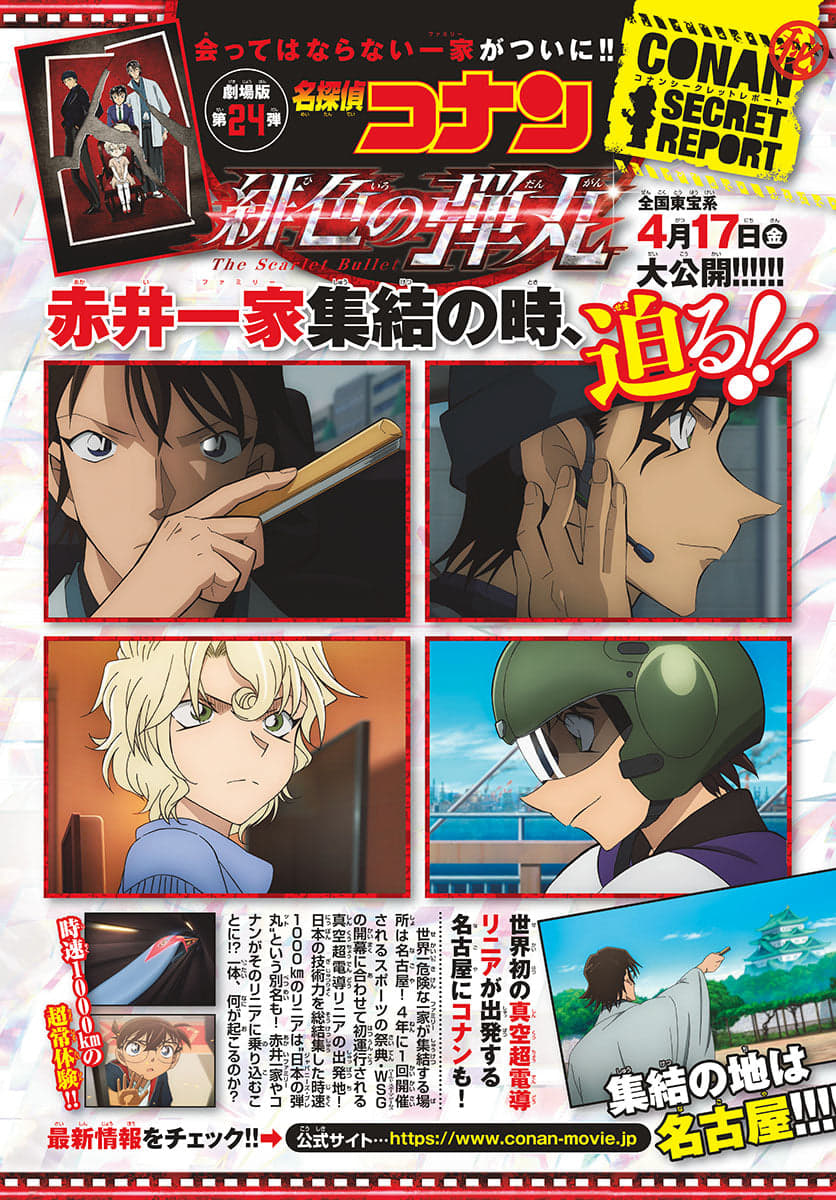 会ってはならない一家がついに!!
劇場版
第24弾
名探偵
コナン
緋色の弾丸
The Scarlet Bullet
CONAN
コナンシークレットレポート
SECRET
REPORT
㊙
全国東宝系
4月17日㊎
大公開!!!!!!
赤井一家集結の時、
迫る!!
世界初の真空超電導
リニアが出発する
名古屋にコナンも!
世界一危険な一家が集結する場
所は名古屋!4年に1回開催
されるスポーツの祭典・WSG
の開幕に合わせて初運行される
真空超電導リニアの出発地!
日本の技術力を総結集した時速
1000kmのリニアは"日本の弾
丸"という別名も!赤井一家やコ
ナンがそのリニアに乗り込むこ
とに!?一体、何が起こるのか?
時速1000kmの
超常体験!!
集結の地は
名古屋!!!!
最新情報をチェック!!➡
公式サイト…https://www.conan-movie.jp